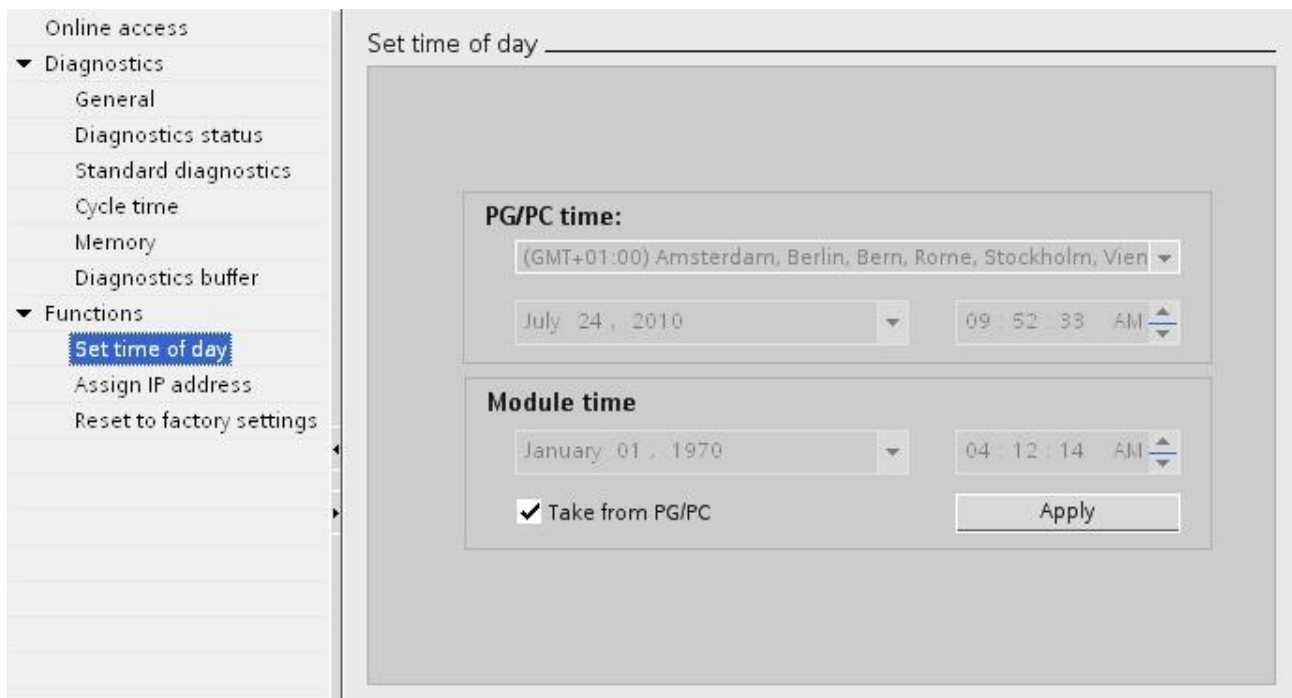 Online access
Diagnostics
General
Diagnostics status
Standard diagnostics
Cycle time
Memory
Diagnostics buffer
Functions
Set time of day
Assign IP address
Reset to factory settings
Set time of day
PG/PC time:
(GMT+01:00) Amsterdam, Berlin, Bern, Rome, Stockholm, Vien
July 24 , 2010 09 : 52 : 33 AM
Module time
January 01 , 1970 04 : 12 : 14 AM
Take from PG/PC Apply